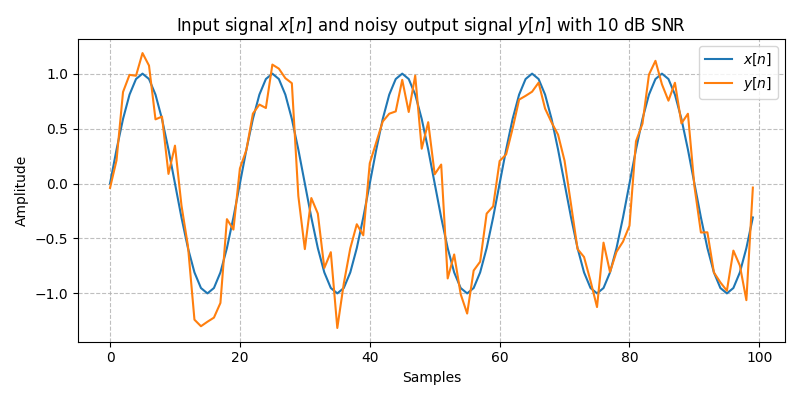 Input signal x[n] and noisy output signal y[n] with 10 dB SNR
1.0
0.5
0.0
−0.5
−1.0
Amplitude
0 20 40 60 80 100
Samples
x[n]
y[n]